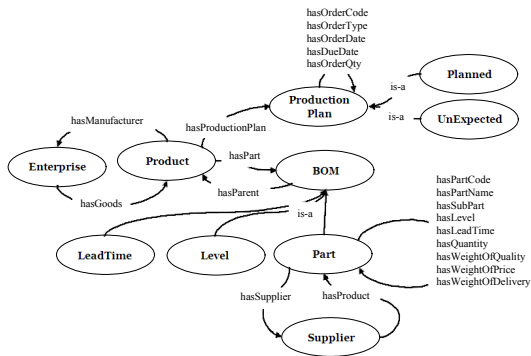 hasOrderCode
hasOrderType
hasOrderDate
hasDueDate
hasOrderQty
is-a
Planned
Production
Plan
is-a
UnExpected
hasManufacturer
hasProductionPlan
Enterprise
Product
hasPart
BOM
hasParent
hasGoods
is-a
hasPartCode
hasPartName
hasSubPart
hasLevel
hasLeadTime
hasQuantity
hasWeightOfQuality
hasWeightOfPrice
hasWeightOfDelivery
LeadTime
Level
Part
hasSupplier
hasProduct
Supplier